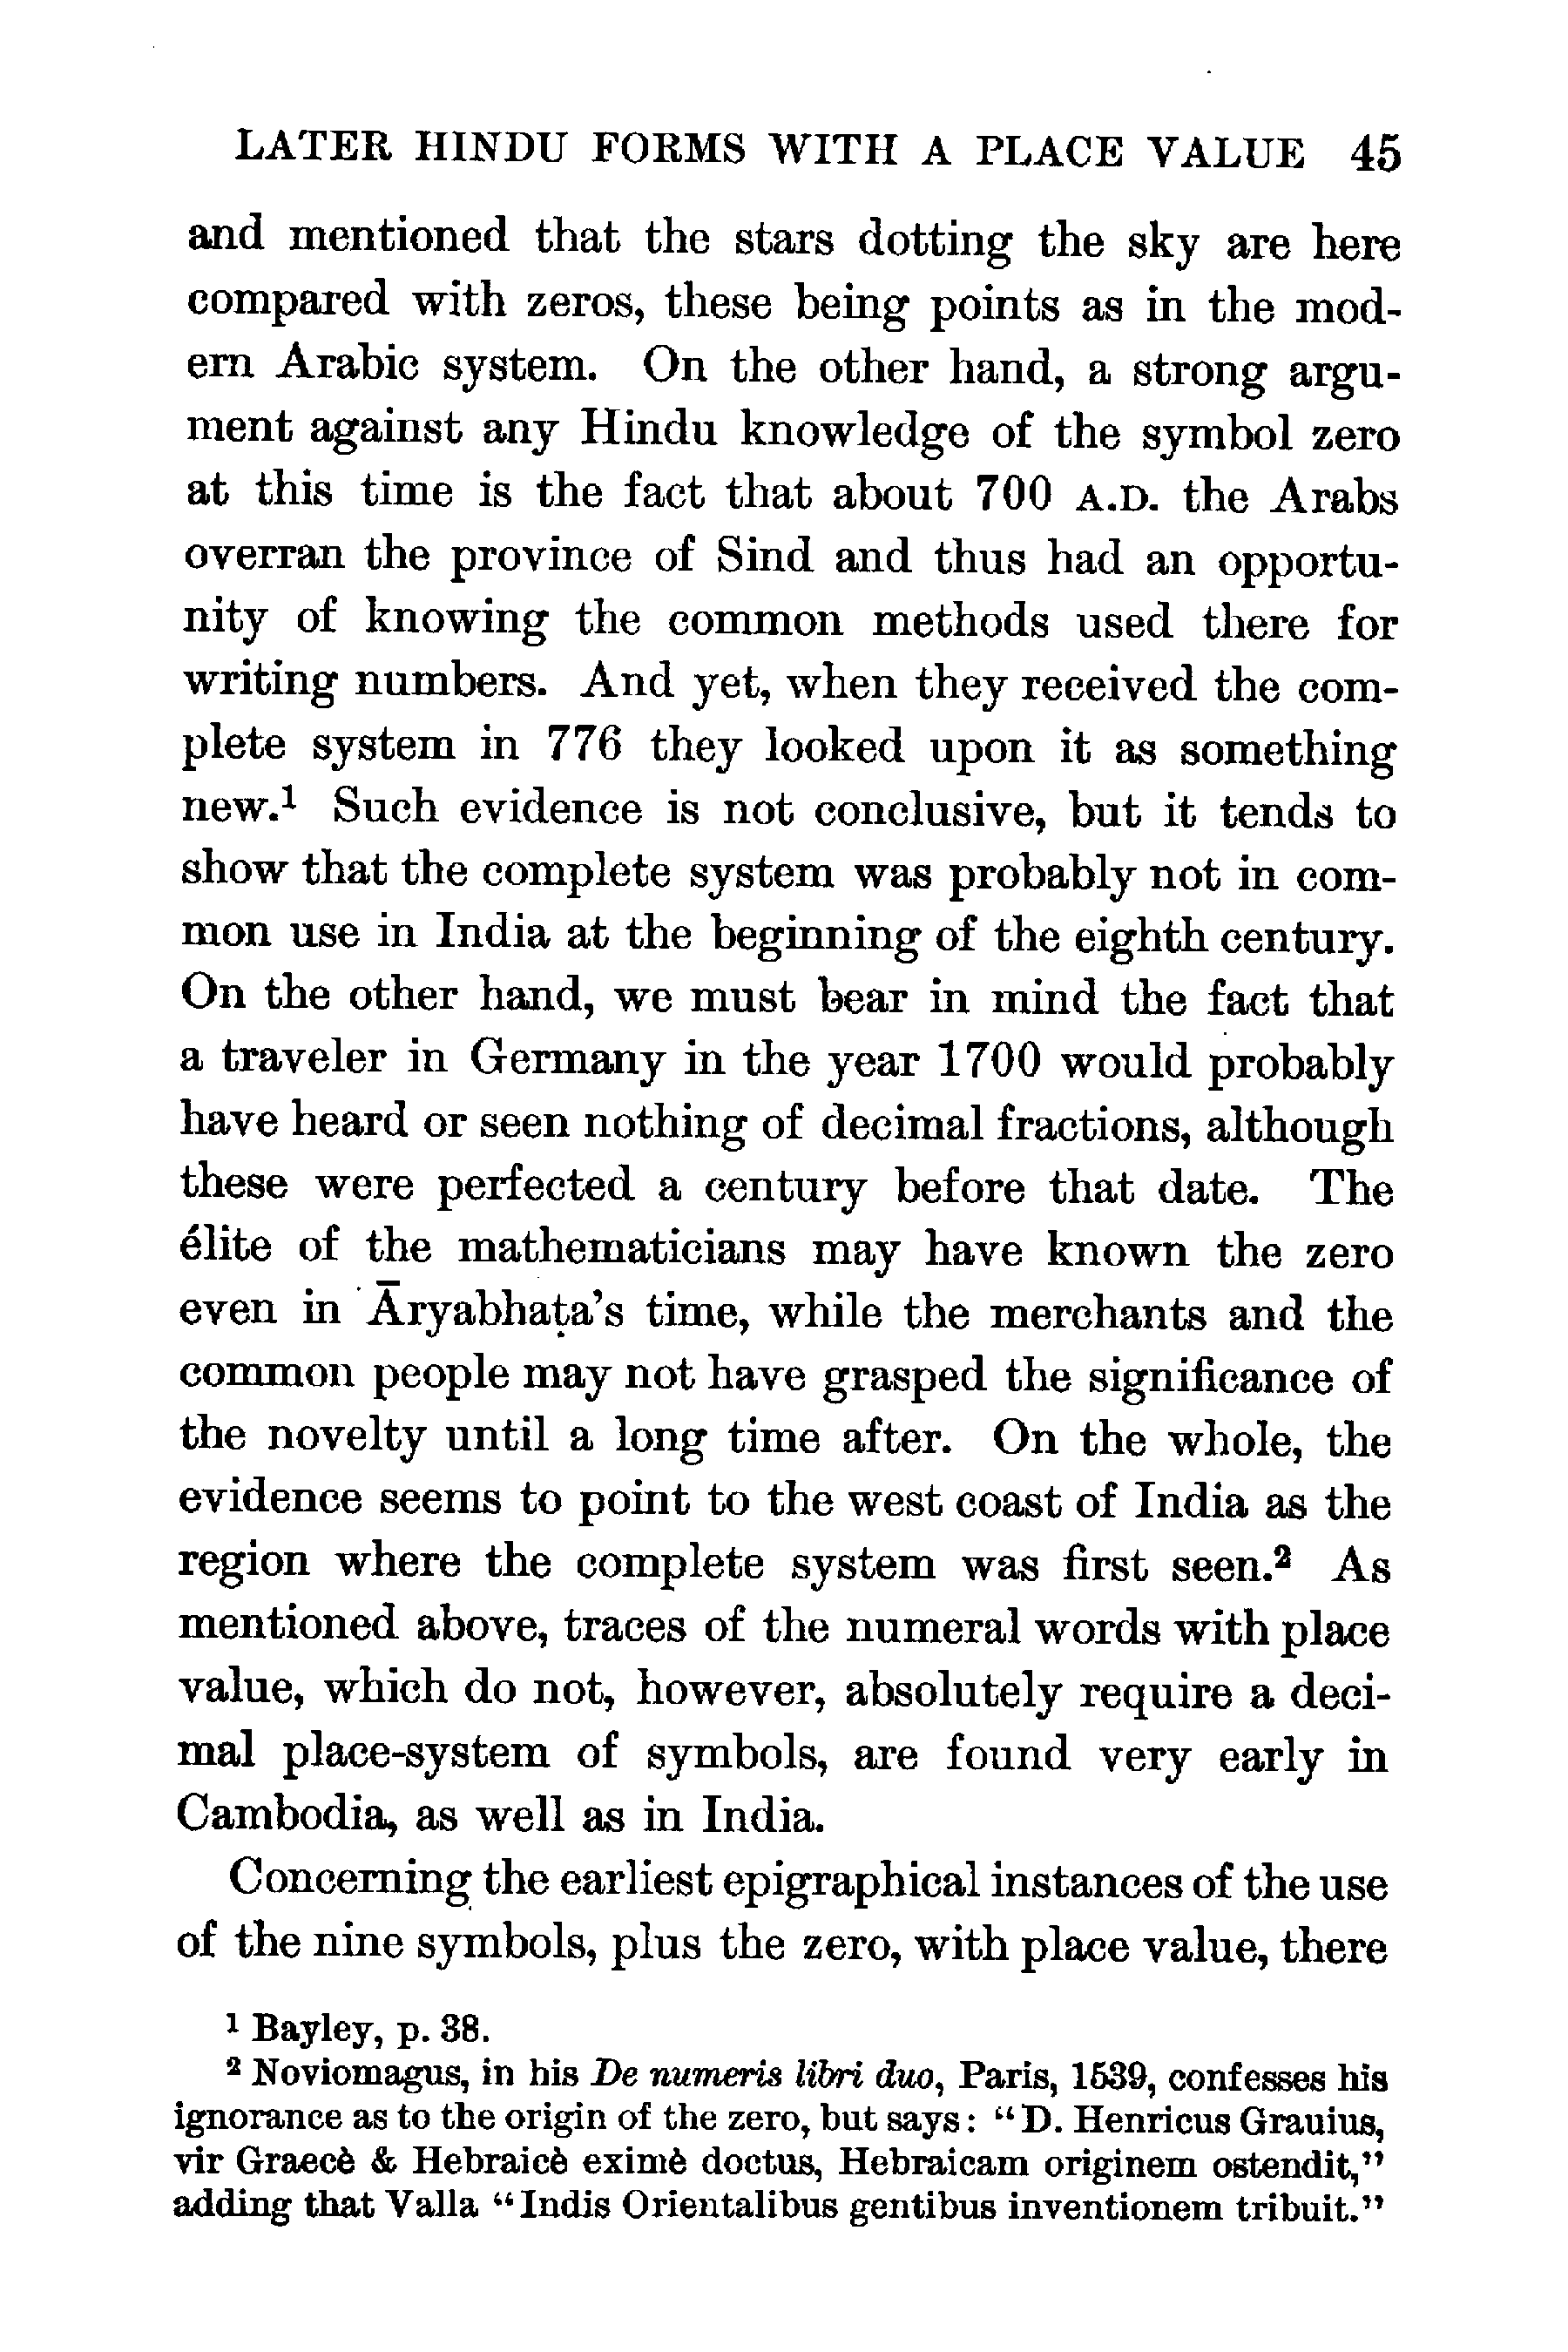 LATER HINDU FORMS WITH A PLACE VALUE 45
and mentioned that the stars dotting the sky are here
compared with zeros, these being points as in the mod-
ern Arabic system. On the other hand, a strong argu-
ment against any Hindu knowledge of the symbol zero
at this time is the fact that about 700 A.D. the Arabs
overran the province of Sind and thus had an opportu-
nity of knowing the common methods used there for
writing numbers. And yet, when they received the com-
plete system in 776 they looked upon it as something
new.¹ Such evidence is not conclusive, but it tends to
show that the complete system was probably not in com-
mon use in India at the beginning of the eighth century.
On the other hand, we must bear in mind the fact that
a traveler in Germany in the year 1700 would probably
have heard or seen nothing of decimal fractions, although
these were perfected a century before that date. The
élite of the mathematicians may have known the zero
even in Āryabhaṭa's time, while the merchants and the
common people may not have grasped the significance of
the novelty until a long time after. On the whole, the
evidence seems to point to the west coast of India as the
region where the complete system was first seen.² As
mentioned above, traces of the numeral words with place
value, which do not, however, absolutely require a deci-
mal place-system of symbols, are found very early in
Cambodia, as well as in India.
Concerning the earliest epigraphical instances of the use
of the nine symbols, plus the zero, with place value, there
¹ Bayley, p. 38.
² Noviomagus, in his De numeris libri duo, Paris, 1539, confesses his
ignorance as to the origin of the zero, but says: "D. Henricus Grauius,
vir Graecè & Hebraicè eximè doctus, Hebraicam originem ostendit,"
adding that Valla "Indis Orientalibus gentibus inventionem tribuit."